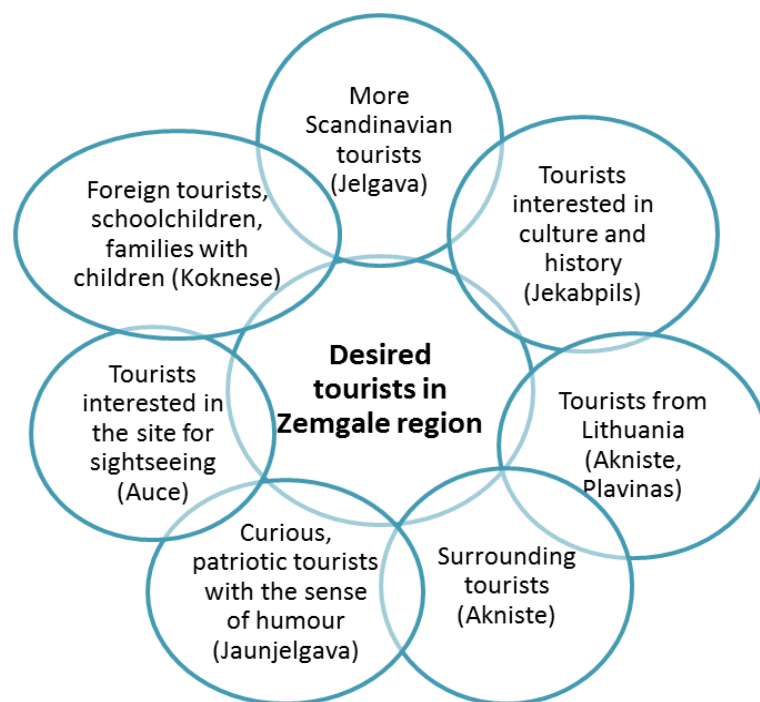 More
Scandinavian
tourists
(Jelgava)
Tourists
interested in
culture and
history
(Jekabpils)
Tourists from
Lithuania
(Akniste,
Plavinas)
Surrounding
tourists
(Akniste)
Curious,
patriotic tourists
with the sense
of humour
(Jaunjelgava)
Tourists
interested in
the site for
sightseeing
(Auce)
Foreign tourists,
schoolchildren,
families with
children (Koknese)
Desired
tourists in
Zemgale region